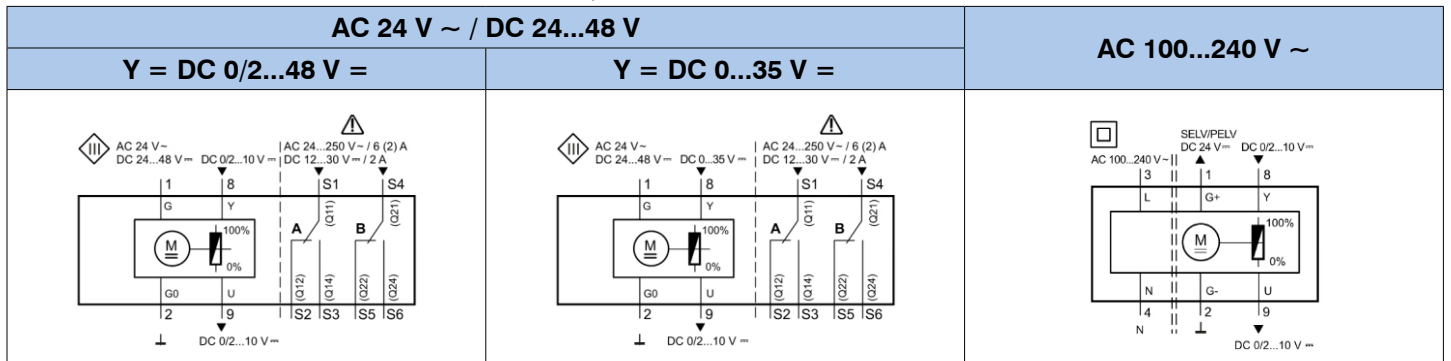 AC 24 V ~ / DC 24...48 V
AC 100...240 V ~
Y = DC 0/2...48 V =
Y = DC 0...35 V =
AC 24 V ~
DC 24...48 V ⎓
DC 0/2...10 V ⎓
AC 24...250 V ~ / 6 (2) A
DC 12...30 V ⎓ / 2 A
1
8
S1
S4
G
Y
(Q11)
(Q21)
A
B
M
100%
0%
G0
U
(Q12)
(Q14)
(Q22)
(Q24)
2
9
S2
S3
S5
S6
DC 0/2...10 V ⎓
AC 24 V ~
DC 24...48 V ⎓
DC 0...35 V ⎓
AC 24...250 V ~ / 6 (2) A
DC 12...30 V ⎓ / 2 A
1
8
S1
S4
G
Y
(Q11)
(Q21)
A
B
M
100%
0%
G0
U
(Q12)
(Q14)
(Q22)
(Q24)
2
9
S2
S3
S5
S6
DC 0/2...10 V ⎓
SELV/PELV
AC 100...240 V ~
DC 24 V ⎓
DC 0/2...10 V ⎓
3
1
8
L
G+
Y
M
100%
0%
N
G-
U
4
2
9
N
DC 0/2...10 V ⎓